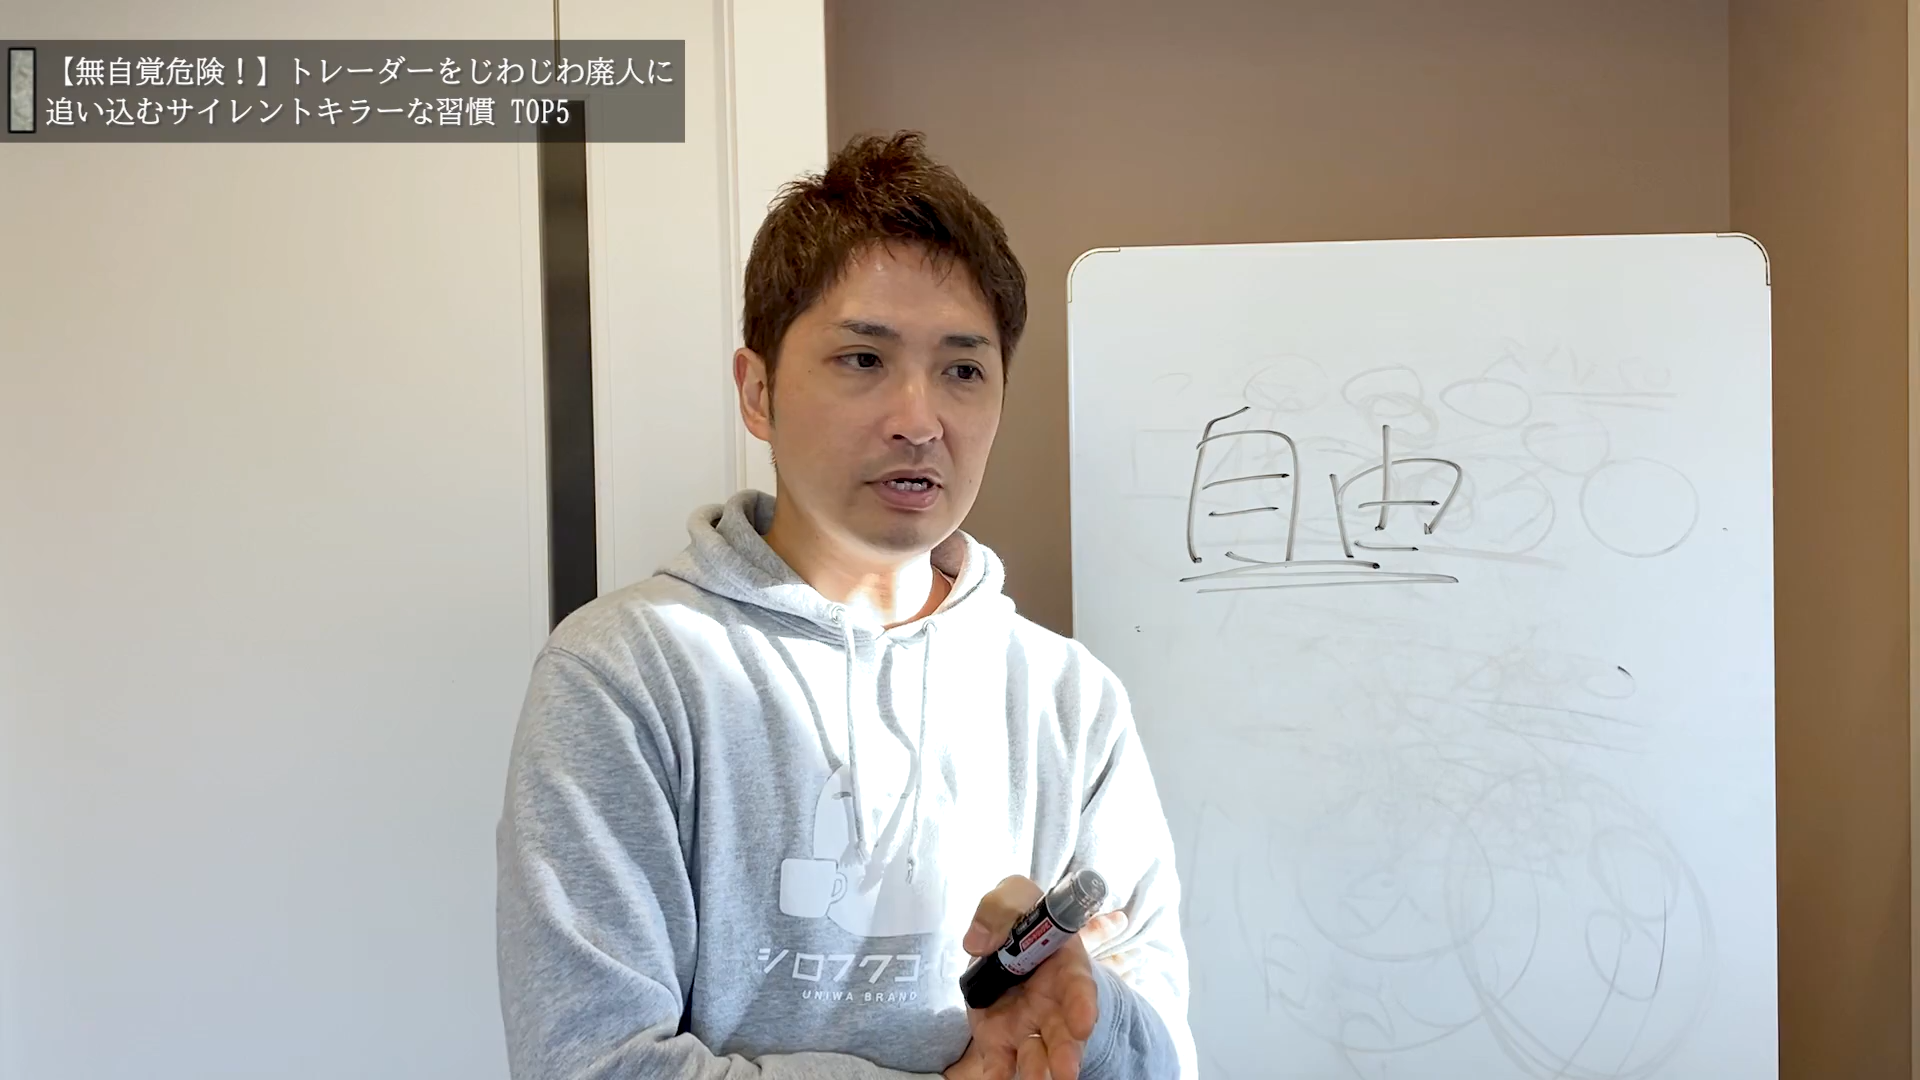 【無自覚危険！】トレーダーをじわじわ廃人に
追い込むサイレントキラーな習慣 TOP5
自由
シロフクコ
UNIWA BRAND